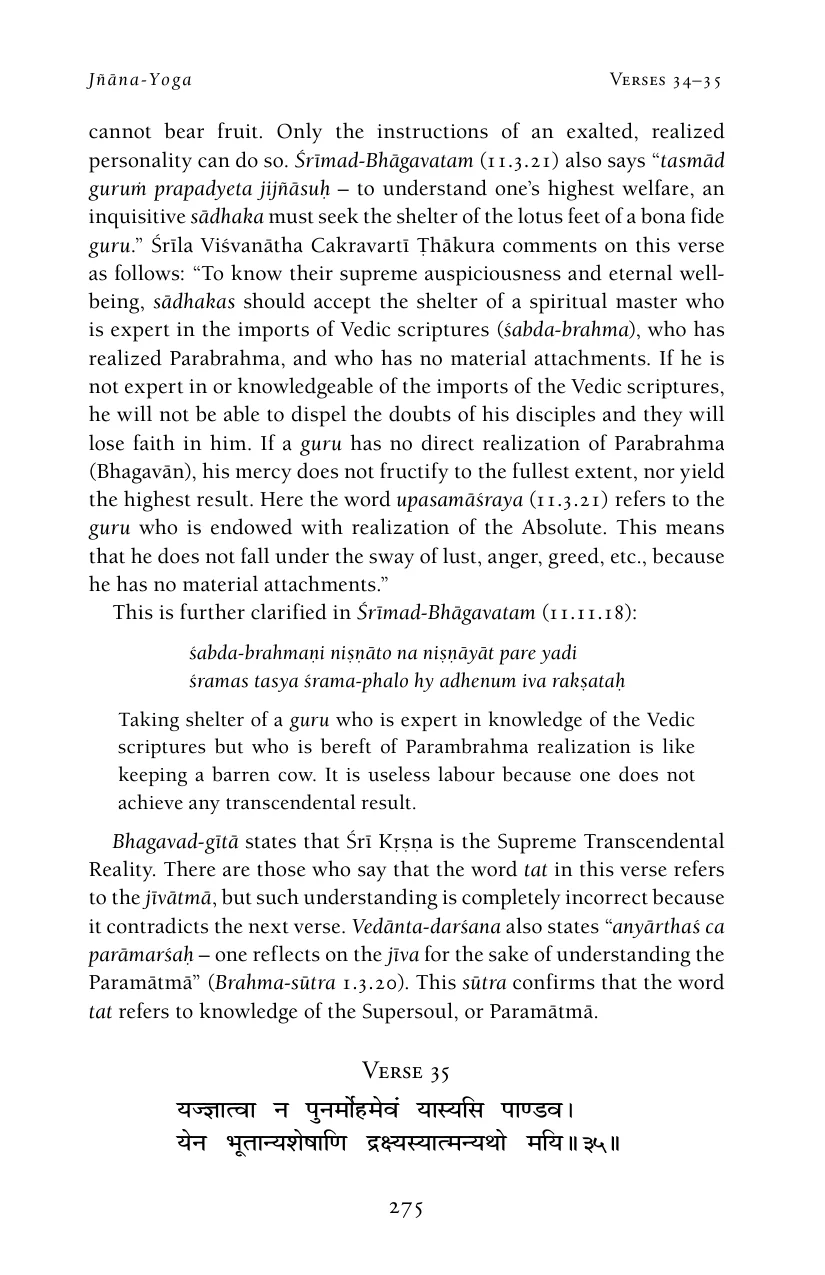 Jñāna-Yoga Verses 34–35
cannot bear fruit. Only the instructions of an exalted, realized
personality can do so. Śrīmad-Bhāgavatam (11.3.21) also says “tasmād
guruṁ prapadyeta jijñāsuḥ – to understand one’s highest welfare, an
inquisitive sādhaka must seek the shelter of the lotus feet of a bona fide
guru.” Śrīla Viśvanātha Cakravartī Ṭhākura comments on this verse
as follows: “To know their supreme auspiciousness and eternal well-
being, sādhakas should accept the shelter of a spiritual master who
is expert in the imports of Vedic scriptures (śabda-brahma), who has
realized Parabrahma, and who has no material attachments. If he is
not expert in or knowledgeable of the imports of the Vedic scriptures,
he will not be able to dispel the doubts of his disciples and they will
lose faith in him. If a guru has no direct realization of Parabrahma
(Bhagavān), his mercy does not fructify to the fullest extent, nor yield
the highest result. Here the word upasamāśraya (11.3.21) refers to the
guru who is endowed with realization of the Absolute. This means
that he does not fall under the sway of lust, anger, greed, etc., because
he has no material attachments.”
This is further clarified in Śrīmad-Bhāgavatam (11.11.18):
śabda-brahmaṇi niṣṇāto na niṣṇāyāt pare yadi
śramas tasya śrama-phalo hy adhenum iva rakṣataḥ
Taking shelter of a guru who is expert in knowledge of the Vedic
scriptures but who is bereft of Parambrahma realization is like
keeping a barren cow. It is useless labour because one does not
achieve any transcendental result.
Bhagavad-gītā states that Śrī Kṛṣṇa is the Supreme Transcendental
Reality. There are those who say that the word tat in this verse refers
to the jīvātmā, but such understanding is completely incorrect because
it contradicts the next verse. Vedānta-darśana also states “anyārthaś ca
parāmarśaḥ – one reflects on the jīva for the sake of understanding the
Paramātmā” (Brahma-sūtra 1.3.20). This sūtra confirms that the word
tat refers to knowledge of the Supersoul, or Paramātmā.
Verse 35
यज्ज्ञात्वा न पुनर्मोहमेवं यास्यसि पाण्डव।
येन भूतान्यशेषाणि द्रक्ष्यस्यात्मन्यथो मयि॥३५॥
275